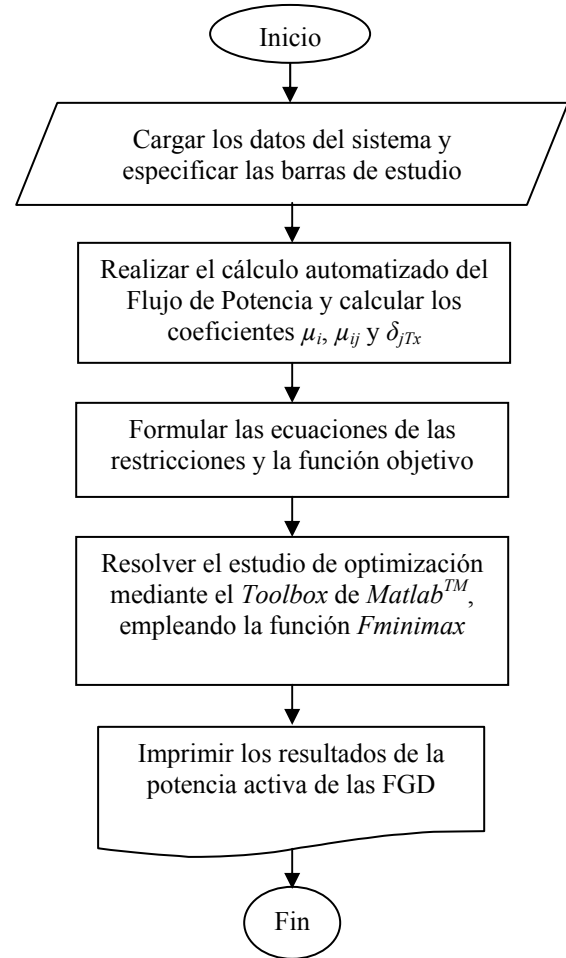 Inicio
Cargar los datos del sistema y
especificar las barras de estudio
Realizar el cálculo automatizado del
Flujo de Potencia y calcular los
coeficientes μi, μij y δjTx
Formular las ecuaciones de las
restricciones y la función objetivo
Resolver el estudio de optimización
mediante el Toolbox de MatlabTM,
empleando la función Fminimax
Imprimir los resultados de la
potencia activa de las FGD
Fin